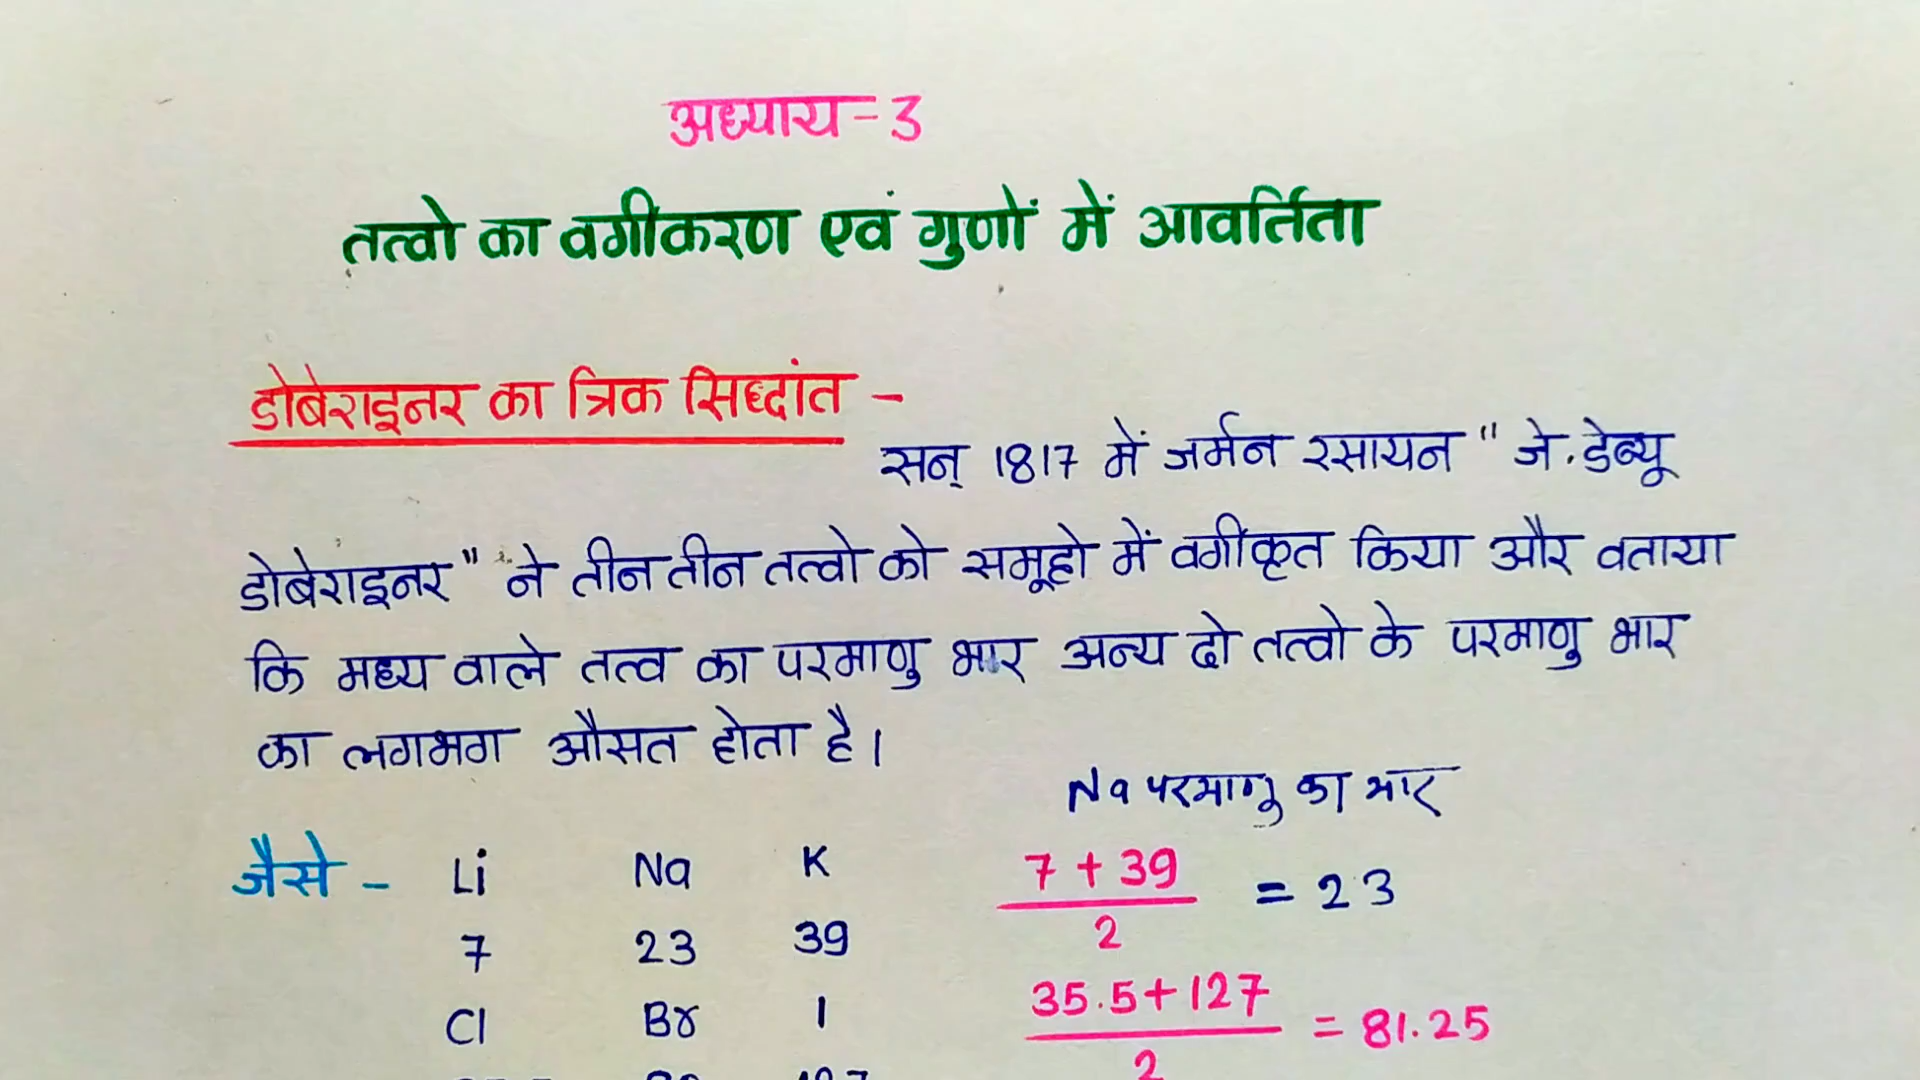 अध्याय-3
तत्वो का वर्गीकरण एवं गुणों में आवर्तिता
डोबेराइनर का त्रिक सिध्दांत -
सन् 1817 में जर्मन रसायन " जे. डेब्यू
डोबेराइनर" ने तीन तीन तत्वो को समूहो में वर्गीकृत किया और वताया
कि मध्य वाले तत्व का परमाणु भार अन्य दो तत्वो के परमाणु भार
का लगभग औसत होता है।
Na परमाणु का भार
जैसे - Li Na K
7 + 39 / 2 = 23
7 23 39
Cl Br I
35.5 + 127 / 2 = 81.25